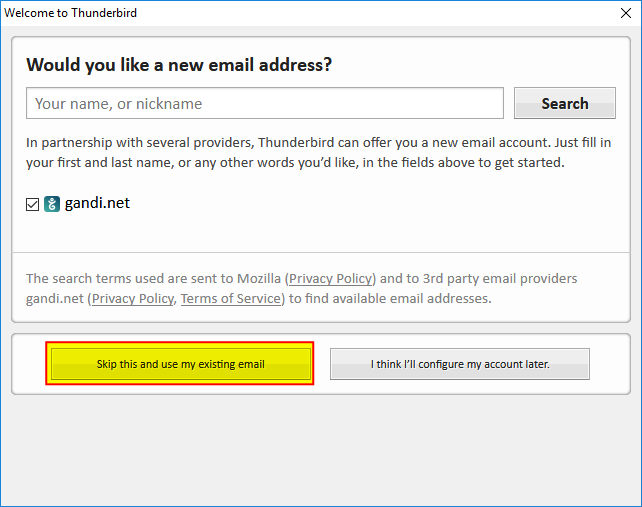 Welcome to Thunderbird
Would you like a new email address?
Your name, or nickname
Search
In partnership with several providers, Thunderbird can offer you a new email account. Just fill in
your first and last name, or any other words you'd like, in the fields above to get started.
gandi.net
The search terms used are sent to Mozilla (Privacy Policy) and to 3rd party email providers
gandi.net (Privacy Policy, Terms of Service) to find available email addresses.
Skip this and use my existing email
I think I'll configure my account later.